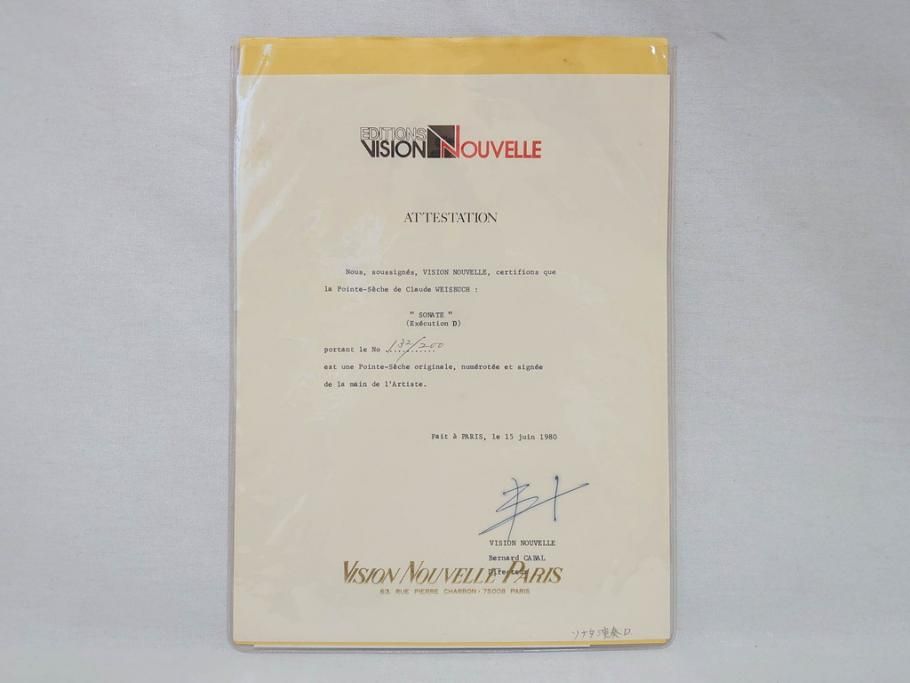 EDITIONS
VISION NOUVELLE
ATTESTATION
Nous, soussignés, VISION NOUVELLE, certifions que
la Pointe-Sèche de Claude WEISBUCH :
" SONATE "
(Exécution D)
portant le No 132/200
est une Pointe-Sèche originale, numérotée et signée
de la main de l'Artiste.
Fait à PARIS, le 15 juin 1980
VISION NOUVELLE
Bernard CABAL
Directeur
VISION NOUVELLE PARIS
63, RUE PIERRE CHARRON - 75008 PARIS
ソナタ演奏D.